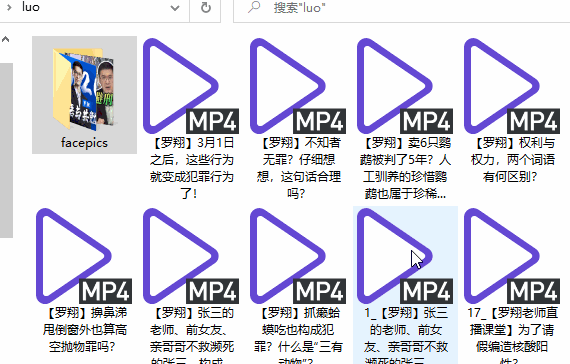 luo
搜索"luo"
facepics
MP4
【罗翔】3月1日
之后，这些行为
就变成犯罪行为
了！
MP4
【罗翔】不知者
无罪？仔细想
想，这句话合理
吗？
MP4
【罗翔】卖6只鹦
鹉被判了5年？人
工驯养的珍惜鹦
鹉也属于珍稀...
MP4
【罗翔】权利与
权力，两个词语
有何区别？
MP4
【罗翔】擤鼻涕
甩倒窗外也算高
空抛物罪吗？
MP4
【罗翔】张三的
老师、前女友、
亲哥哥不救濒死
的张三，构成
MP4
【罗翔】抓癞蛤
蟆吃也构成犯
罪？什么是“三有
动物”？
MP4
1_【罗翔】张三
的老师、前女
友、亲哥哥不救
濒死的张三
MP4
17_【罗翔老师直
播课堂】为了请
假编造核酸阳
性？